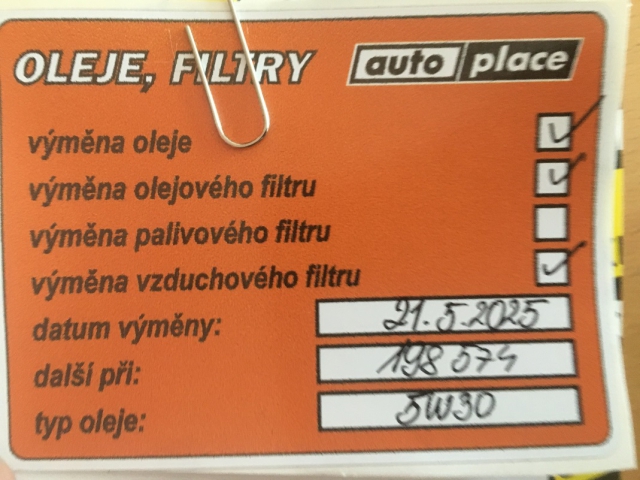 OLEJE, FILTRY
auto place
výměna oleje
výměna olejového filtru
výměna palivového filtru
výměna vzduchového filtru
datum výměny: 21.5.2025
další při: 198 574
typ oleje: 5W30